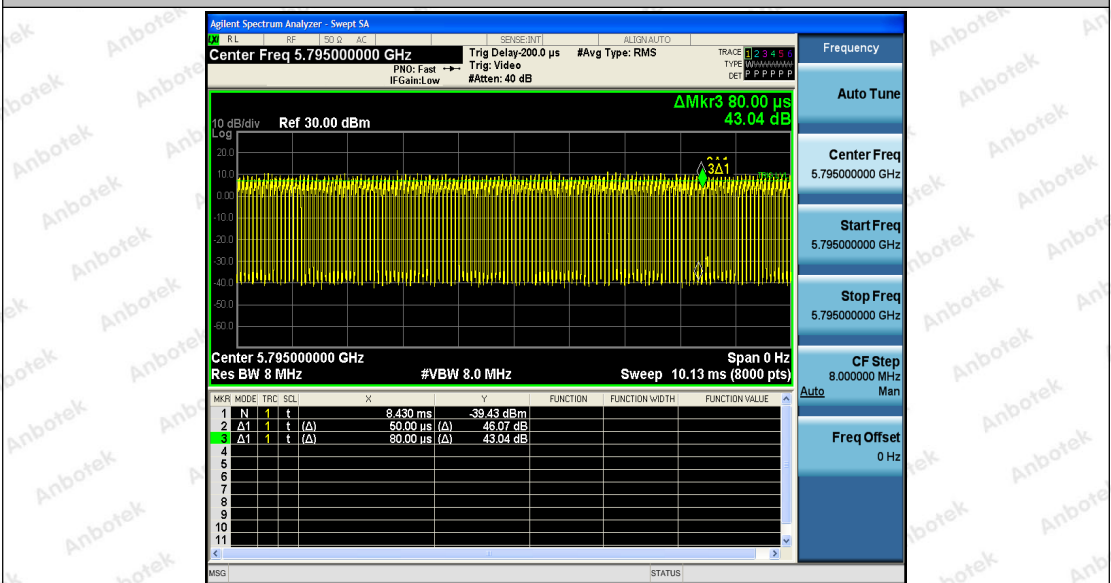 Agilent Spectrum Analyzer - Swept SA
RL RF 50 Ω AC SENSE:INT ALIGNAUTO
Center Freq 5.795000000 GHz
PNO: Fast
IFGain:Low
Trig Delay-200.0 µs
Trig: Video
#Atten: 40 dB
#Avg Type: RMS
TRACE 1 2 3 4 5 6
TYPE
DET P P P P P P
ΔMkr3 80.00 µs
43.04 dB
10 dB/div Ref 30.00 dBm
Log
20.0
10.0
0.00
-10.0
-20.0
-30.0
-40.0
-50.0
-60.0
3Δ1
1
Center 5.795000000 GHz Span 0 Hz
Res BW 8 MHz #VBW 8.0 MHz Sweep 10.13 ms (8000 pts)
MKR MODE TRC SCL X Y FUNCTION FUNCTION WIDTH FUNCTION VALUE
1 N 1 t 8.430 ms -39.43 dBm
2 Δ1 1 t (Δ) 50.00 µs (Δ) 46.07 dB
3 Δ1 1 t (Δ) 80.00 µs (Δ) 43.04 dB
4
5
6
7
8
9
10
11
MSG STATUS
Frequency
Auto Tune
Center Freq
5.795000000 GHz
Start Freq
5.795000000 GHz
Stop Freq
5.795000000 GHz
CF Step
8.000000 MHz
Auto Man
Freq Offset
0 Hz
Anbotek